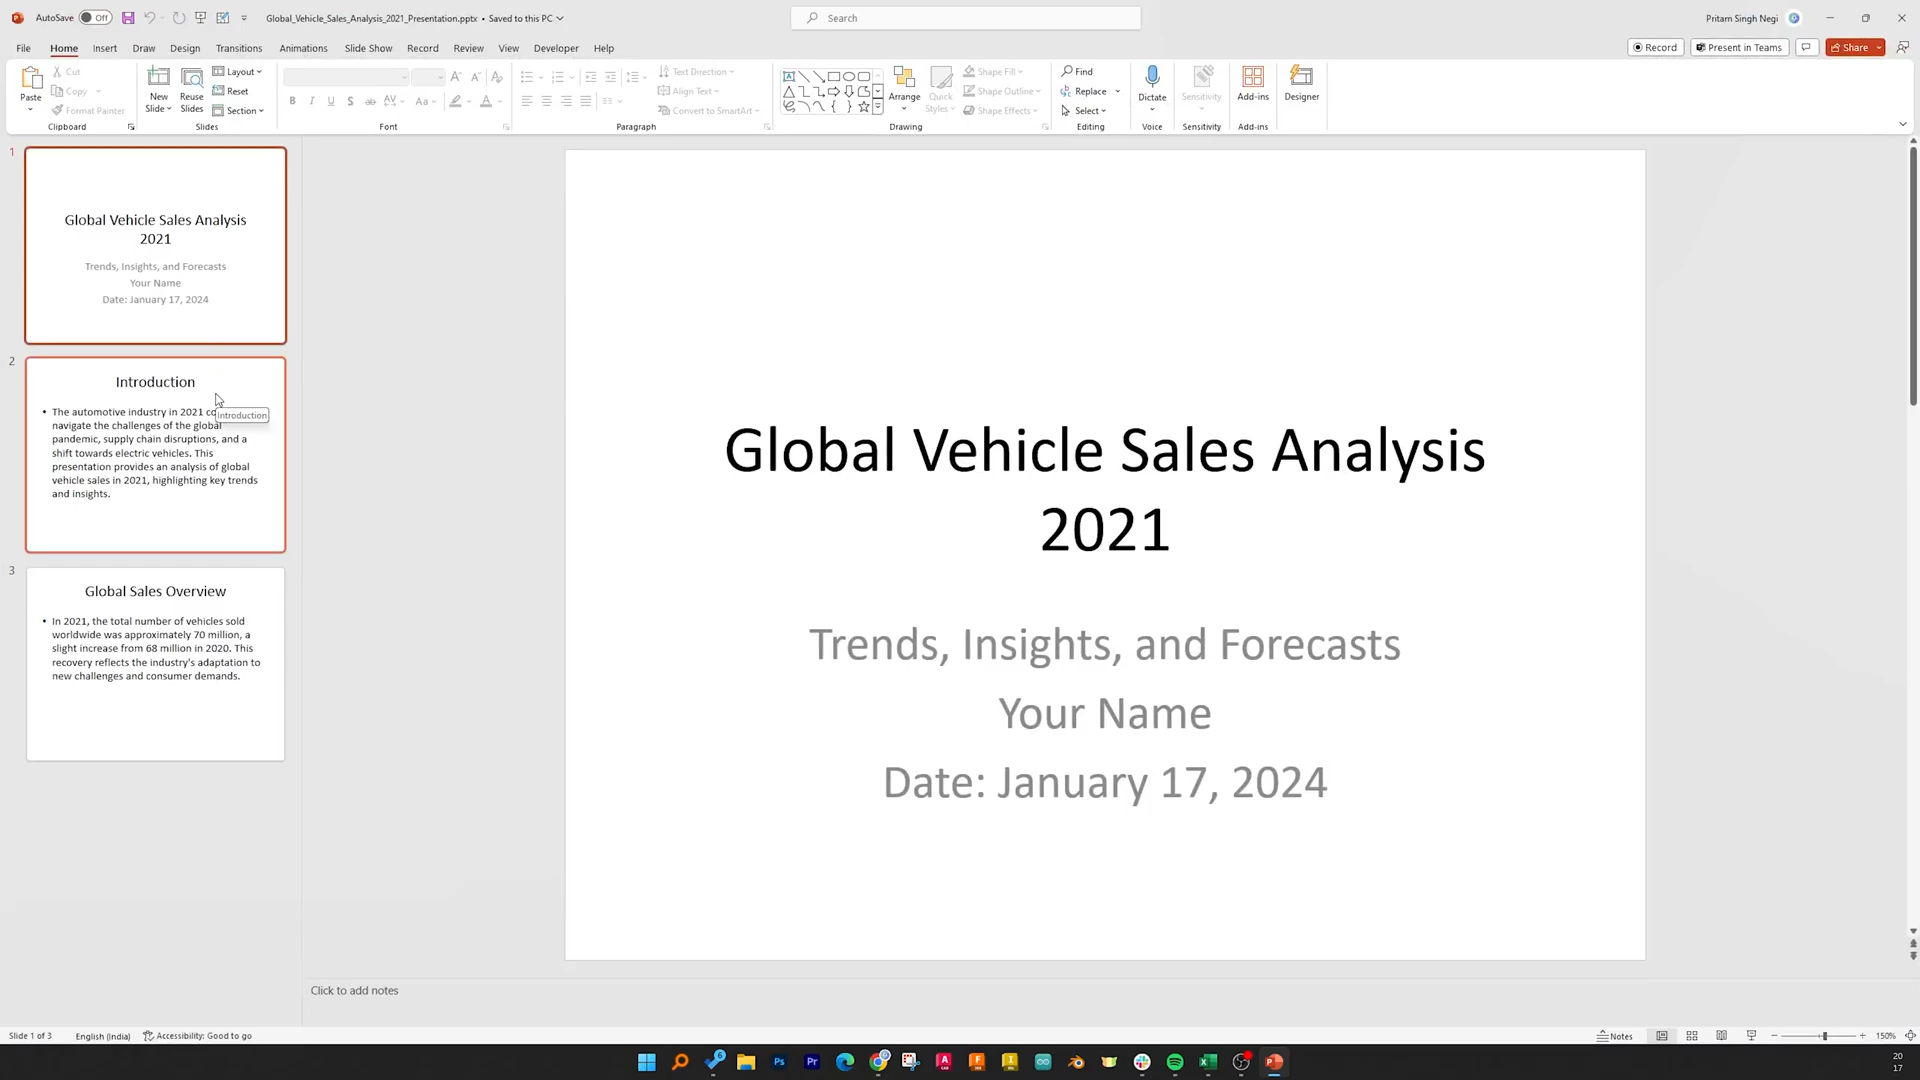 AutoSave Off Global_Vehicle_Sales_Analysis_2021_Presentation.pptx • Saved to this PC Search Pritam Singh Negi
File Home Insert Draw Design Transitions Animations Slide Show Record Review View Developer Help Record Present in Teams Share
Paste Cut Copy Format Painter Clipboard
New Slide Reuse Slides Layout Reset Section Slides
B I U S ab AV Aa A A A Font
Text Direction Align Text Convert to SmartArt Paragraph
Arrange Quick Styles Shape Fill Shape Outline Shape Effects Drawing
Find Replace Select Editing
Dictate Voice
Sensitivity Sensitivity
Add-ins Add-ins
Designer
1
Global Vehicle Sales Analysis
2021
Trends, Insights, and Forecasts
Your Name
Date: January 17, 2024
2
Introduction
• The automotive industry in 2021 co
Introduction
navigate the challenges of the global
pandemic, supply chain disruptions, and a
shift towards electric vehicles. This
presentation provides an analysis of global
vehicle sales in 2021, highlighting key trends
and insights.
3
Global Sales Overview
• In 2021, the total number of vehicles sold
worldwide was approximately 70 million, a
slight increase from 68 million in 2020. This
recovery reflects the industry's adaptation to
new challenges and consumer demands.
Global Vehicle Sales Analysis
2021
Trends, Insights, and Forecasts
Your Name
Date: January 17, 2024
Click to add notes
Slide 1 of 3 English (India) Accessibility: Good to go Notes 150%
6 Ps Pr
20
17